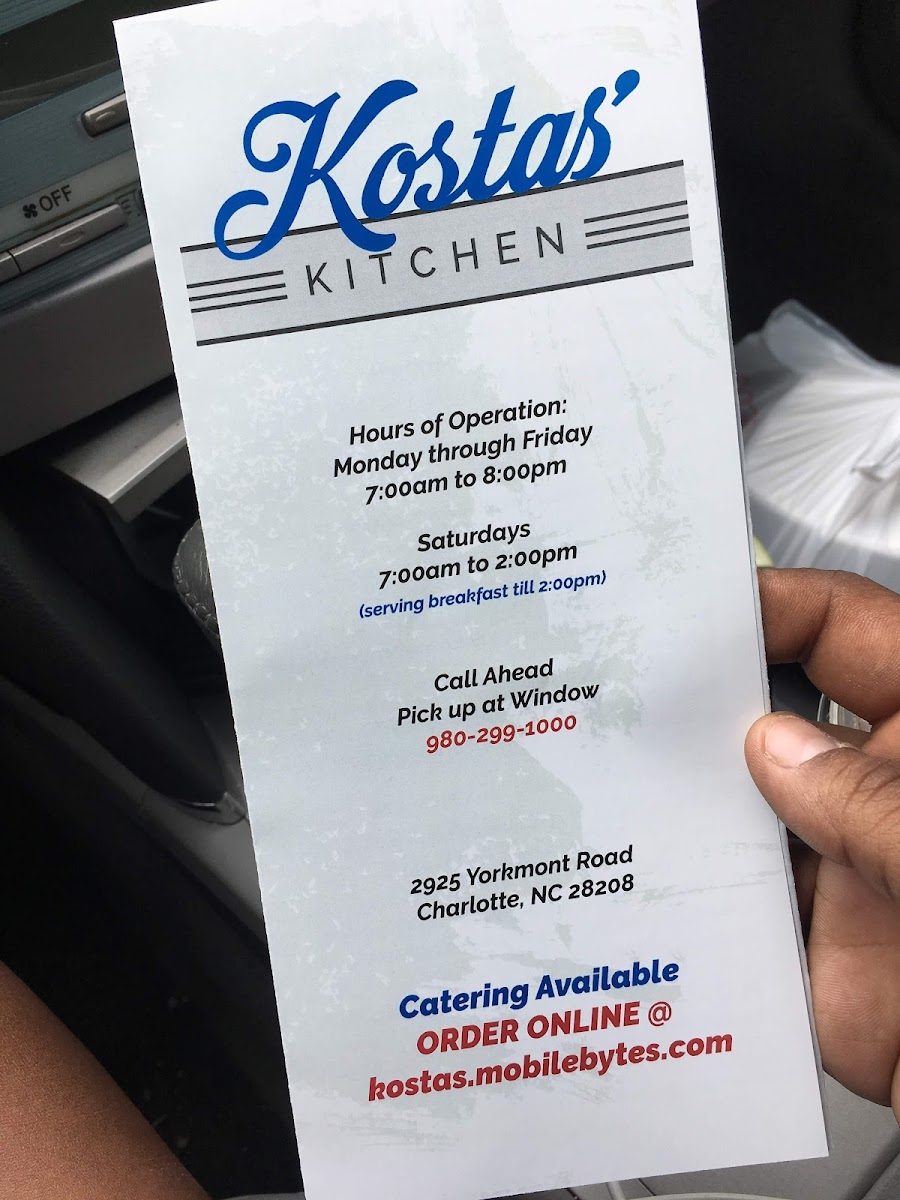 OFF
Kostas'
KITCHEN
Hours of Operation:
Monday through Friday
7:00am to 8:00pm
Saturdays
7:00am to 2:00pm
(serving breakfast till 2:00pm)
Call Ahead
Pick up at Window
980-299-1000
2925 Yorkmont Road
Charlotte, NC 28208
Catering Available
ORDER ONLINE @
kostas.mobilebytes.com